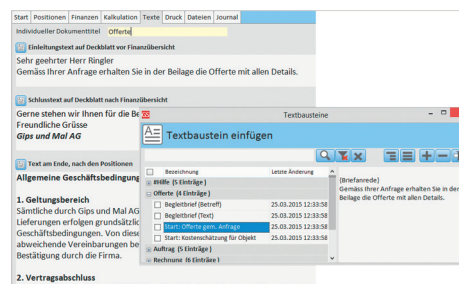 Start Positionen Finanzen Kalkulation Texte Druck Dateien Journal
Individueller Dokumenttitel Offerte
Einleitungstext auf Deckblatt vor Finanzübersicht
Sehr geehrter Herr Ringler
Gemäss Ihrer Anfrage erhalten Sie in der Beilage die Offerte mit allen Details.
Schlusstext auf Deckblatt nach Finanzübersicht
Gerne stehen wir Ihnen für die Be
Freundliche Grüsse
Gips und Mal AG
Text am Ende, nach den Positionen
Allgemeine Geschäftsbedingung
1. Geltungsbereich
Sämtliche durch Gips und Mal AG
Lieferungen erfolgen grundsätzlic
Geschäftsbedingungen. Von diese
abweichende Vereinbarungen be
Bestätigung durch die Firma.
2. Vertragsabschluss
Textbausteine
Textbaustein einfügen
Bezeichnung Letzte Änderung
#Hilfe (5 Einträge)
Offerte (4 Einträge)
Begleitbrief (Betreff) 25.03.2015 12:33:58
Begleitbrief (Text) 25.03.2015 12:33:58
Start: Offerte gem. Anfrage 25.03.2015 12:33:58
Start: Kostenschätzung für Objekt 25.03.2015 12:33:58
Auftrag (5 Einträge)
Rechnung (6 Einträge)
{Briefanrede}
Gemäss Ihrer Anfrage erhalten Sie in der
Beilage die Offerte mit allen Details.